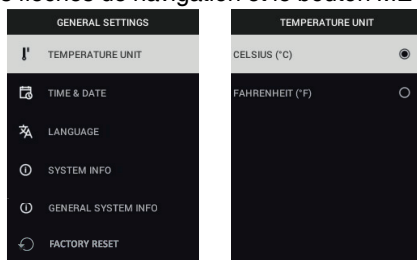 flèches de navigation et le bouton
GENERAL SETTINGS
TEMPERATURE UNIT
TIME & DATE
LANGUAGE
SYSTEM INFO
GENERAL SYSTEM INFO
FACTORY RESET
TEMPERATURE UNIT
CELSIUS (°C)
FAHRENHEIT (°F)